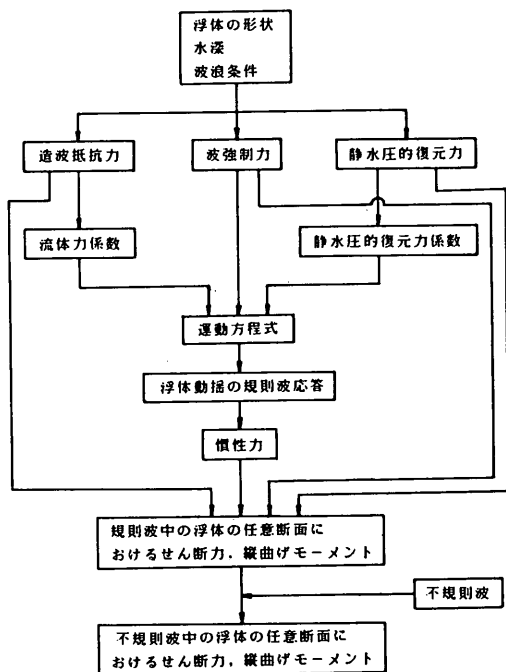 浮体の形状
水深
波浪条件
造波抵抗力
波強制力
静水圧的復元力
流体力係数
静水圧的復元力係数
運動方程式
浮体動揺の規則波応答
慣性力
規則波中の浮体の任意断面に
おけるせん断力，縦曲げモーメント
不規則波
不規則波中の浮体の任意断面に
おけるせん断力，縦曲げモーメント